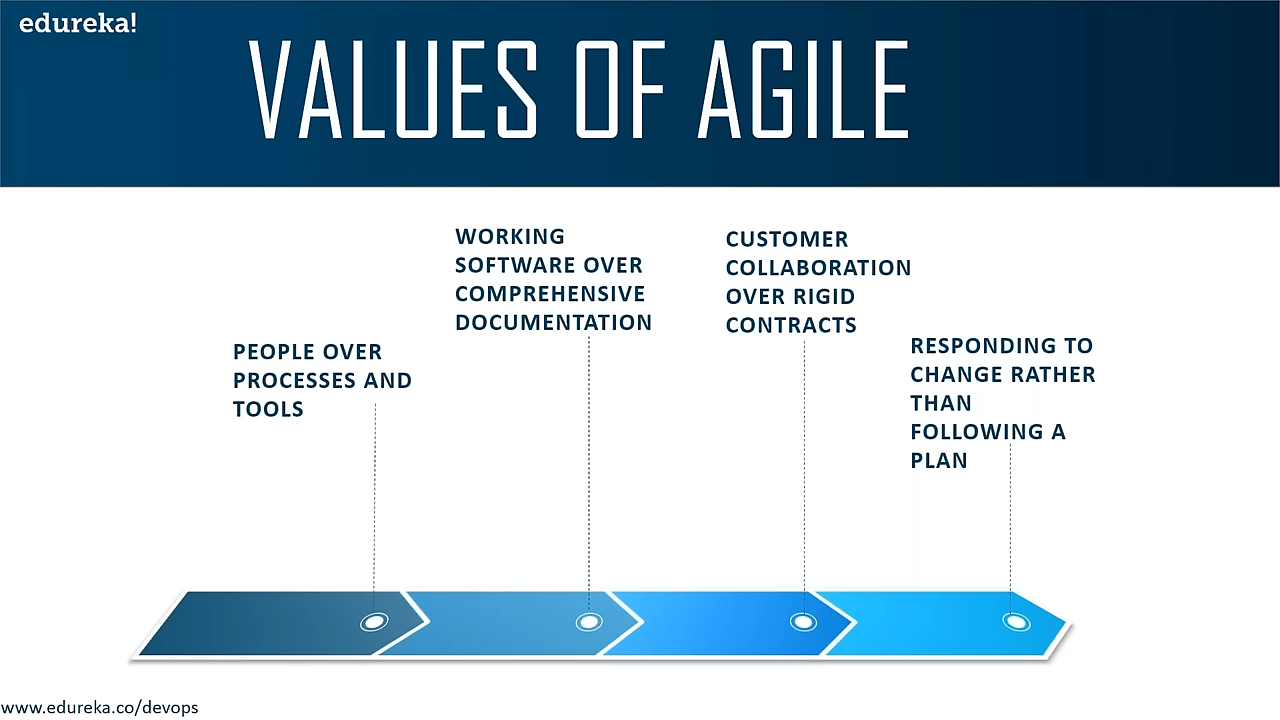 edureka!
VALUES OF AGILE
PEOPLE OVER
PROCESSES AND
TOOLS
WORKING
SOFTWARE OVER
COMPREHENSIVE
DOCUMENTATION
CUSTOMER
COLLABORATION
OVER RIGID
CONTRACTS
RESPONDING TO
CHANGE RATHER
THAN
FOLLOWING A
PLAN
www.edureka.co/devops